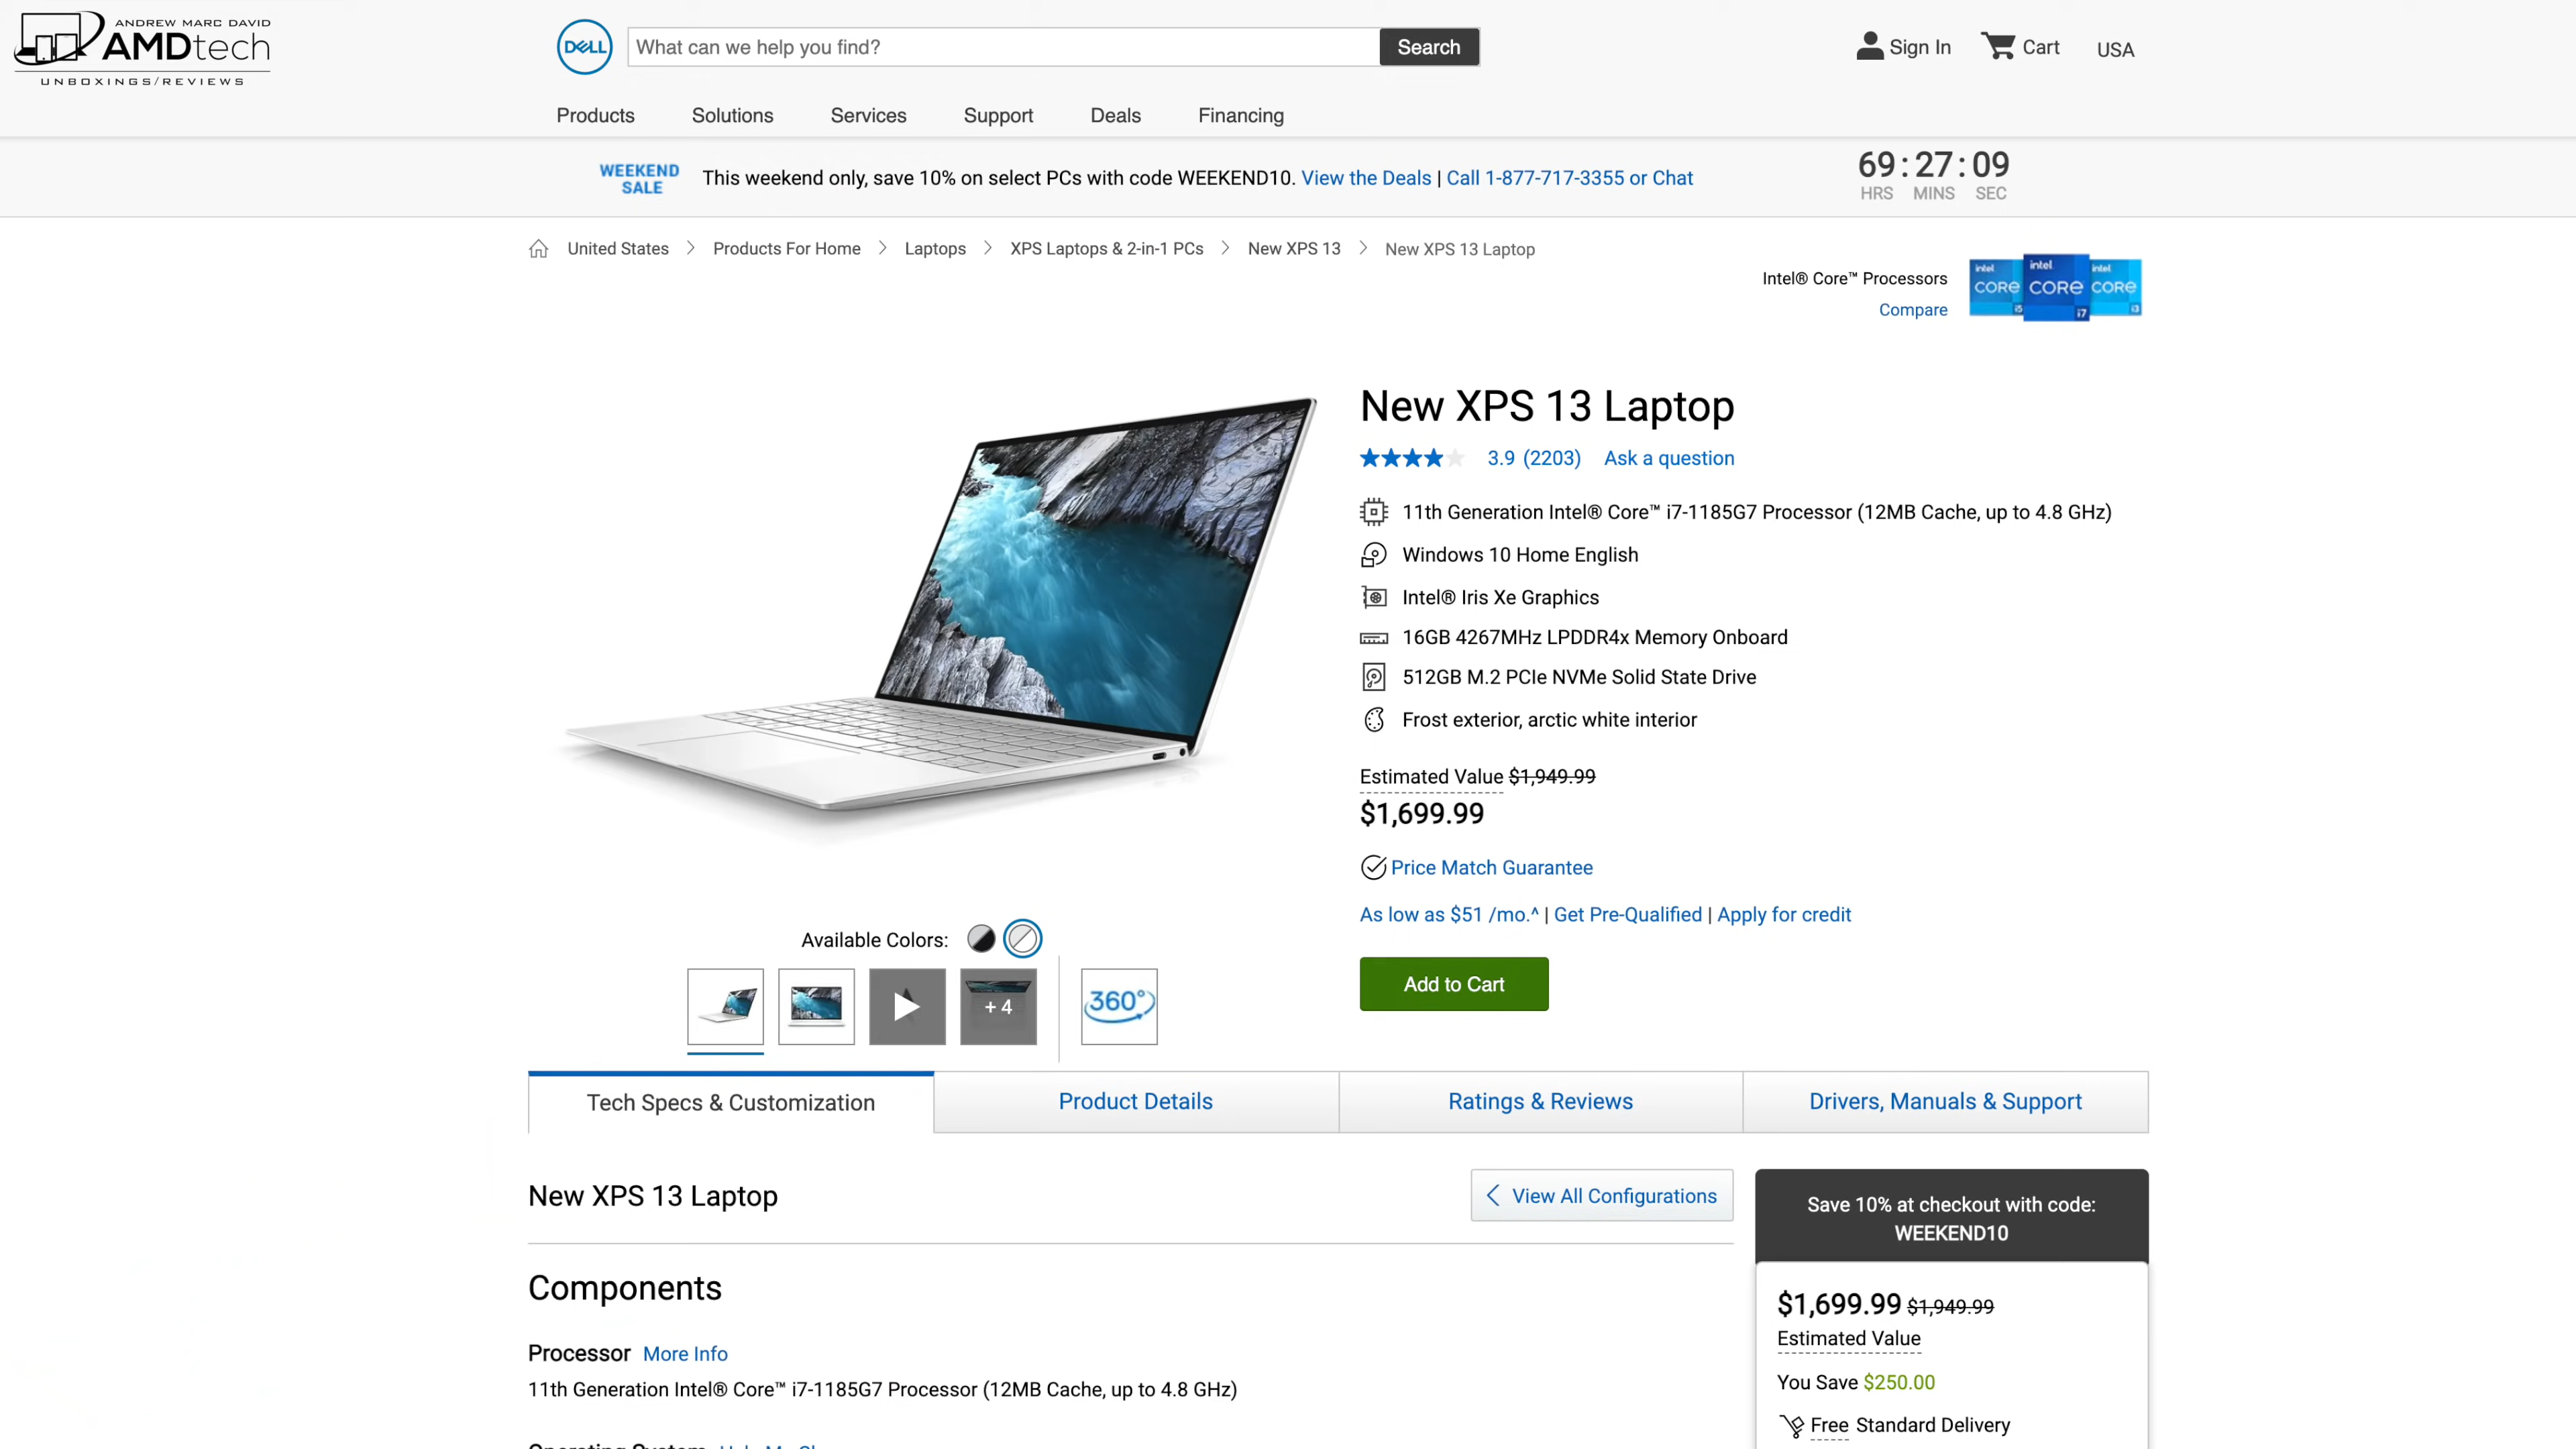 ANDREW MARC DAVID
AMDtech
UNBOXINGS/REVIEWS
DELL
What can we help you find?
Search
Sign In
Cart
USA
Products
Solutions
Services
Support
Deals
Financing
WEEKEND
SALE
This weekend only, save 10% on select PCs with code WEEKEND10. View the Deals | Call 1-877-717-3355 or Chat
69 : 27 : 09
HRS MINS SEC
United States > Products For Home > Laptops > XPS Laptops & 2-in-1 PCs > New XPS 13 > New XPS 13 Laptop
Intel® Core™ Processors
Compare
intel CORE i5
intel CORE i7
intel CORE i3
New XPS 13 Laptop
3.9 (2203) Ask a question
11th Generation Intel® Core™ i7-1185G7 Processor (12MB Cache, up to 4.8 GHz)
Windows 10 Home English
Intel® Iris Xe Graphics
16GB 4267MHz LPDDR4x Memory Onboard
512GB M.2 PCIe NVMe Solid State Drive
Frost exterior, arctic white interior
Estimated Value $1,949.99
$1,699.99
Price Match Guarantee
As low as $51 /mo.^ | Get Pre-Qualified | Apply for credit
Add to Cart
Available Colors:
+ 4
360°
Tech Specs & Customization
Product Details
Ratings & Reviews
Drivers, Manuals & Support
New XPS 13 Laptop
View All Configurations
Save 10% at checkout with code:
WEEKEND10
Components
$1,699.99 $1,949.99
Estimated Value
Processor More Info
11th Generation Intel® Core™ i7-1185G7 Processor (12MB Cache, up to 4.8 GHz)
You Save $250.00
Free Standard Delivery